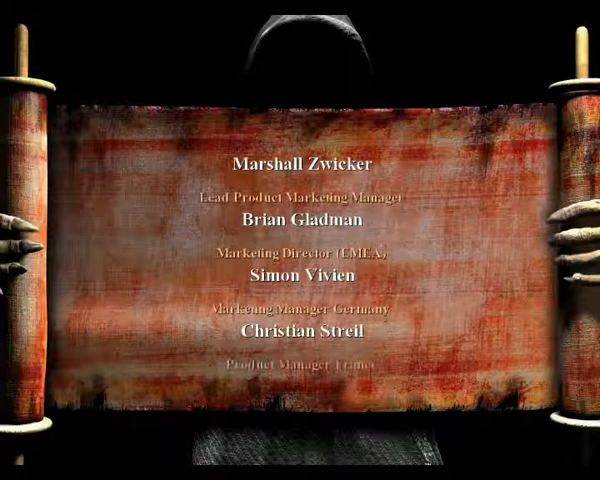 Marshall Zwicker
Lead Product Marketing Manager
Brian Gladman
Marketing Director (EMEA)
Simon Vivien
Marketing Manager Germany
Christian Streil
Product Manager France